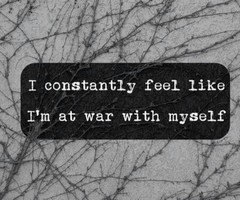 I constantly feel like
I'm at war with myself